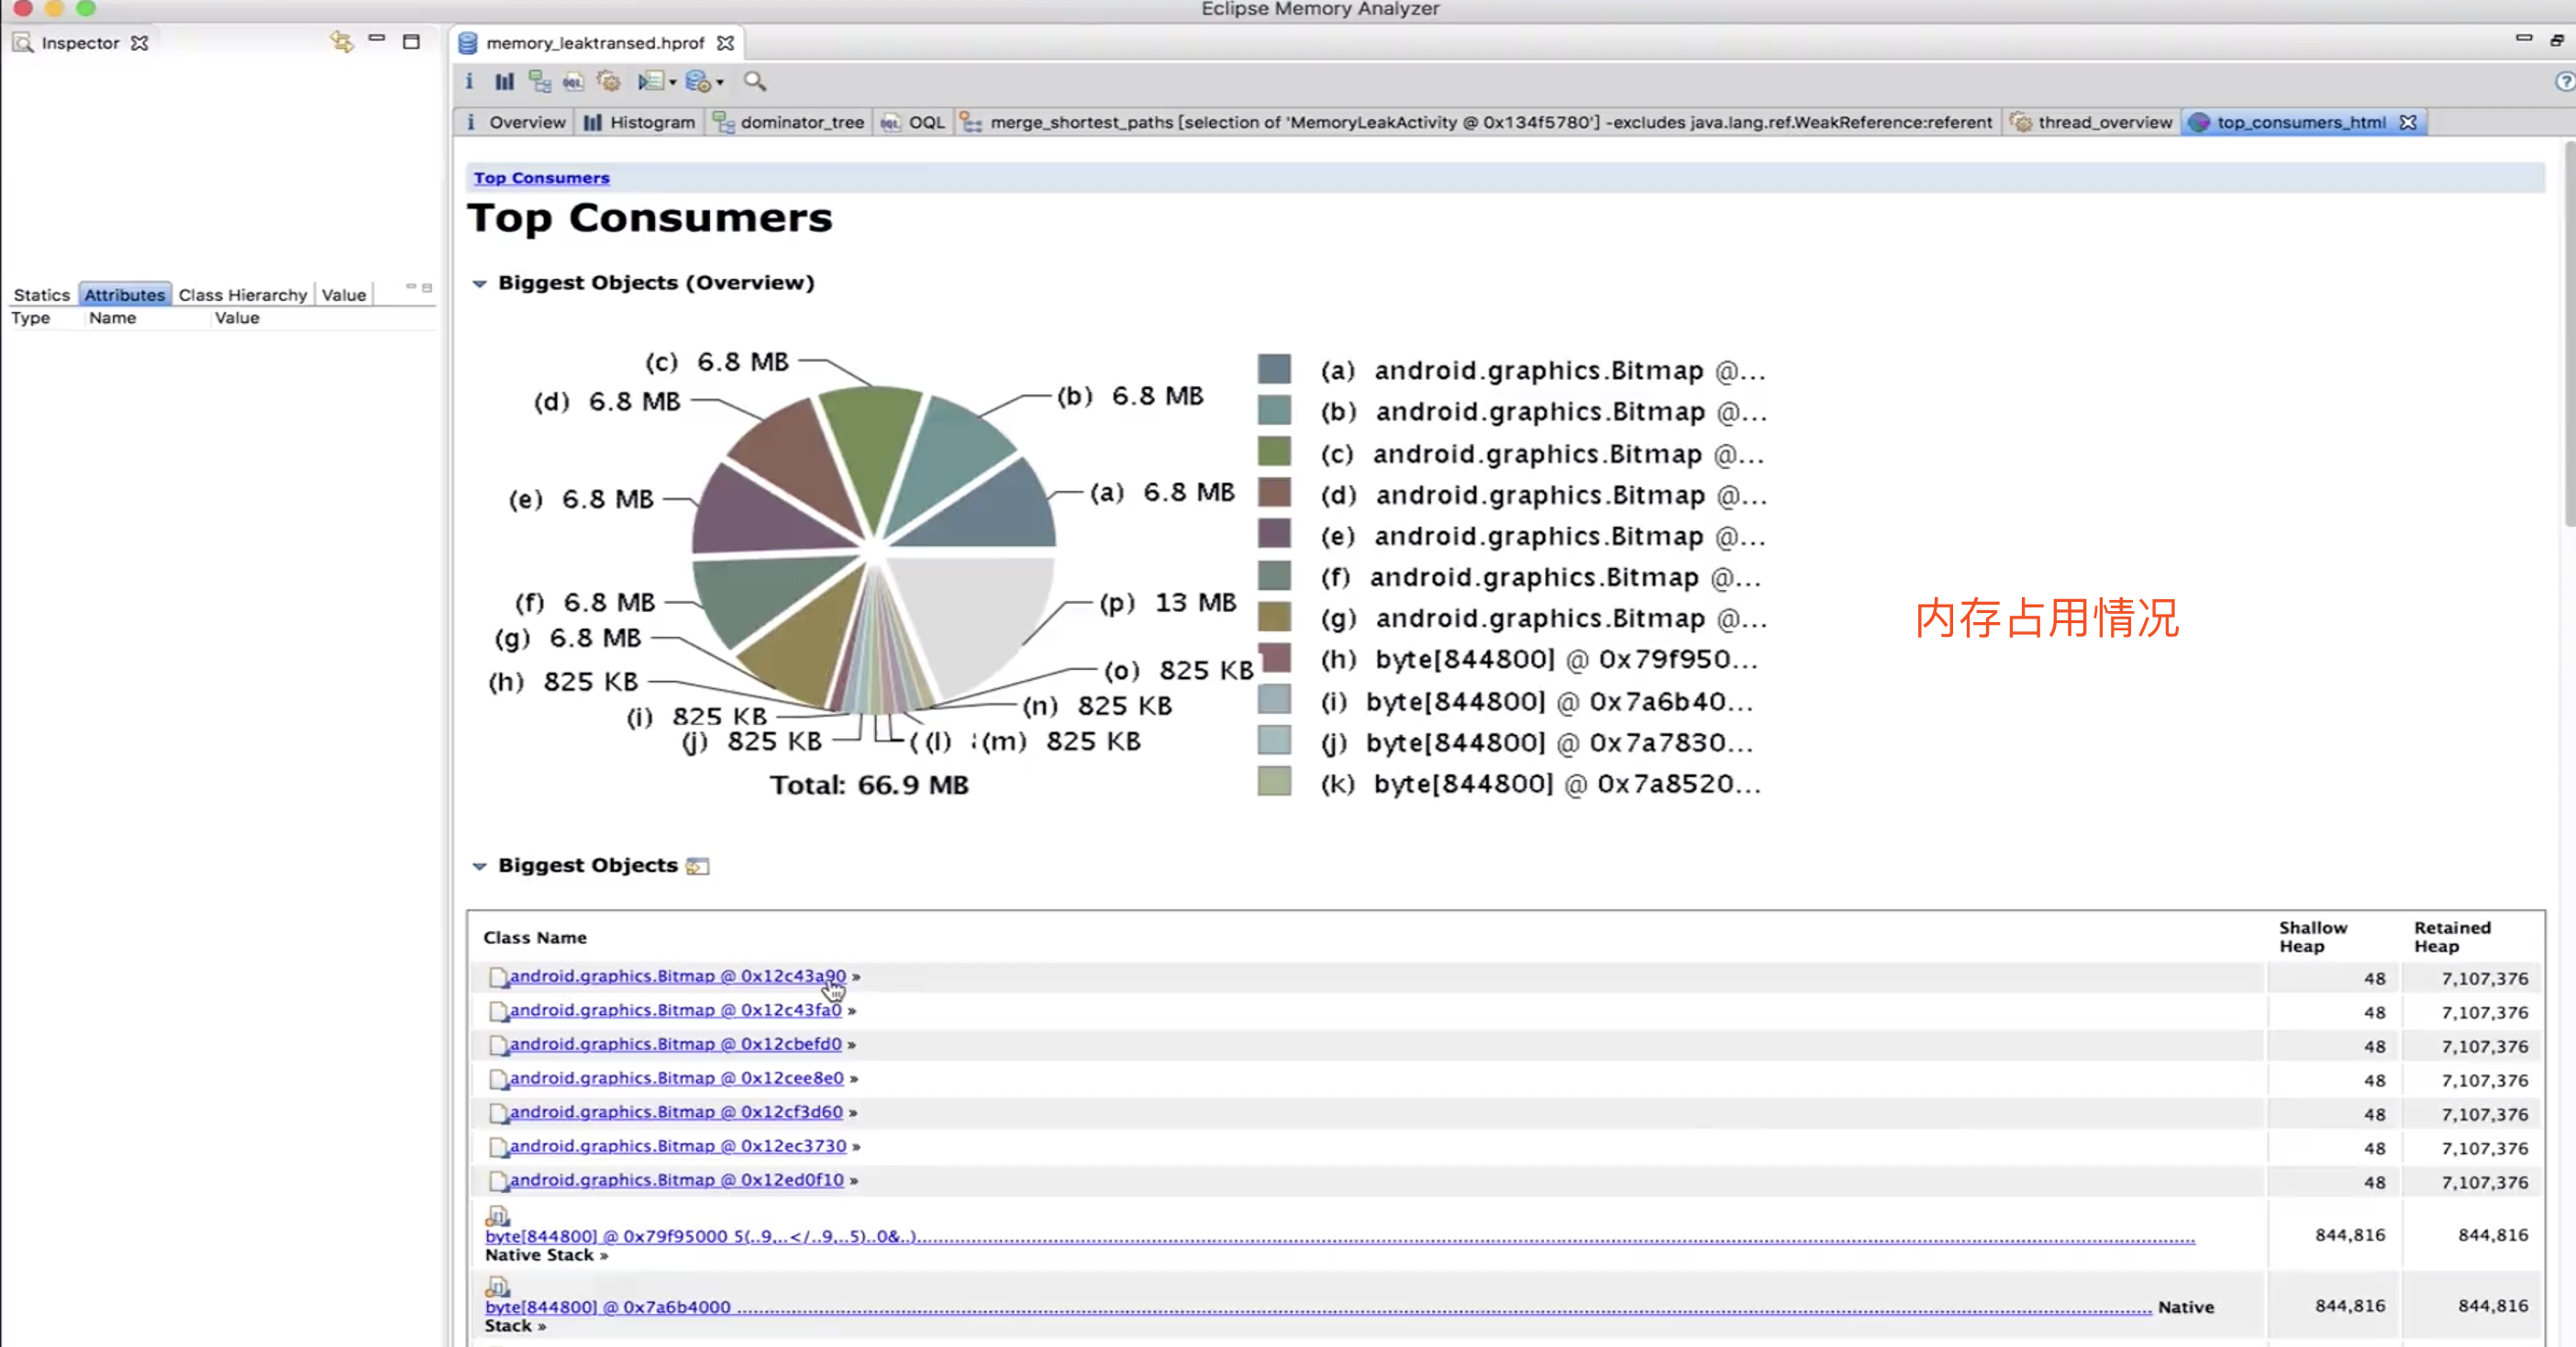 Eclipse Memory Analyzer
Inspector
memory_leaktransed.hprof
Overview Histogram dominator_tree OQL merge_shortest_paths [selection of 'MemoryLeakActivity @ 0x134f5780'] -excludes java.lang.ref.WeakReference:referent thread_overview top_consumers_html
Statics Attributes Class Hierarchy Value
Type Name Value
Top Consumers
Top Consumers
Biggest Objects (Overview)
(c) 6.8 MB
(d) 6.8 MB
(b) 6.8 MB
(e) 6.8 MB
(a) 6.8 MB
(f) 6.8 MB
(p) 13 MB
(g) 6.8 MB
(h) 825 KB
(o) 825 KB
(i) 825 KB
(n) 825 KB
(j) 825 KB
(l)
(m) 825 KB
Total: 66.9 MB
(a) android.graphics.Bitmap @...
(b) android.graphics.Bitmap @...
(c) android.graphics.Bitmap @...
(d) android.graphics.Bitmap @...
(e) android.graphics.Bitmap @...
(f) android.graphics.Bitmap @...
(g) android.graphics.Bitmap @...
(h) byte[844800] @ 0x79f950...
(i) byte[844800] @ 0x7a6b40...
(j) byte[844800] @ 0x7a7830...
(k) byte[844800] @ 0x7a8520...
内存占用情况
Biggest Objects
Class Name Shallow Heap Retained Heap
android.graphics.Bitmap @ 0x12c43a90 » 48 7,107,376
android.graphics.Bitmap @ 0x12c43fa0 » 48 7,107,376
android.graphics.Bitmap @ 0x12cbefd0 » 48 7,107,376
android.graphics.Bitmap @ 0x12cee8e0 » 48 7,107,376
android.graphics.Bitmap @ 0x12cf3d60 » 48 7,107,376
android.graphics.Bitmap @ 0x12ec3730 » 48 7,107,376
android.graphics.Bitmap @ 0x12ed0f10 » 48 7,107,376
byte[844800] @ 0x79f95000 5(..9,..</..9,..5)..0&..)........ 844,816 844,816
Native Stack »
byte[844800] @ 0x7a6b4000 ........ Native 844,816 844,816
Stack »